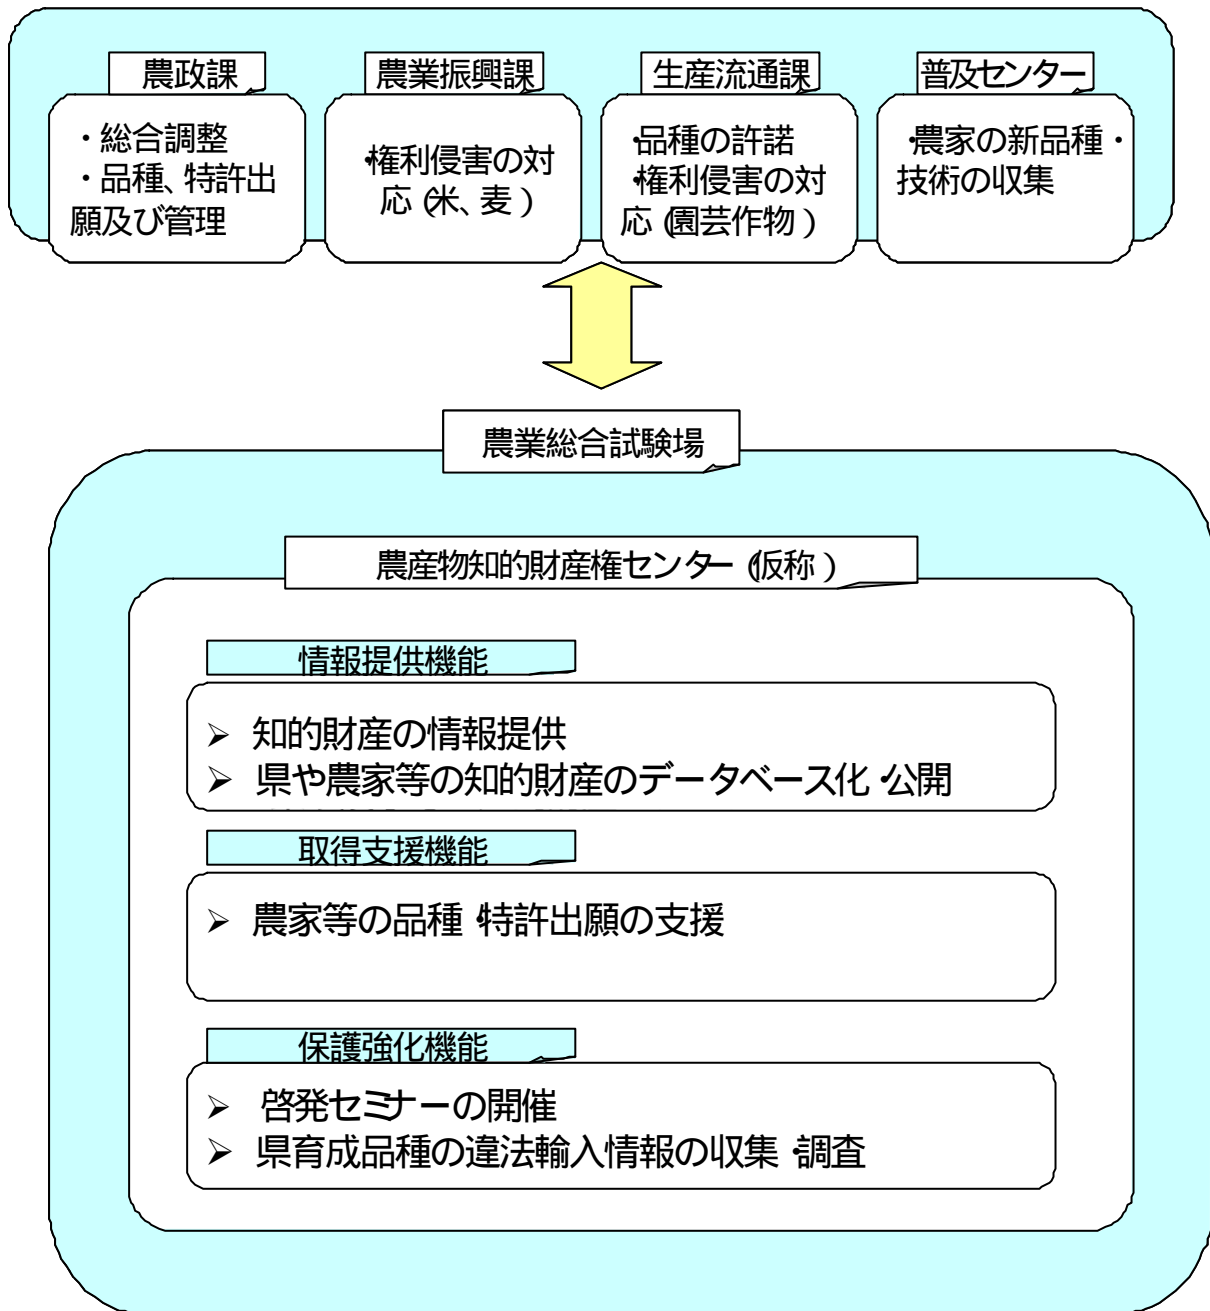 農政課
農業振興課
生産流通課
普及センター
・総合調整
・品種、特許出
願及び管理
・権利侵害の対
応(米、麦)
・品種の許諾
・権利侵害の対
応(園芸作物)
・農家の新品種・
技術の収集
農業総合試験場
農産物知的財産権センター(仮称)
情報提供機能
➢ 知的財産の情報提供
➢ 県や農家等の知的財産のデータベース化・公開
取得支援機能
➢ 農家等の品種・特許出願の支援
保護強化機能
➢ 啓発セミナーの開催
➢ 県育成品種の違法輸入情報の収集・調査